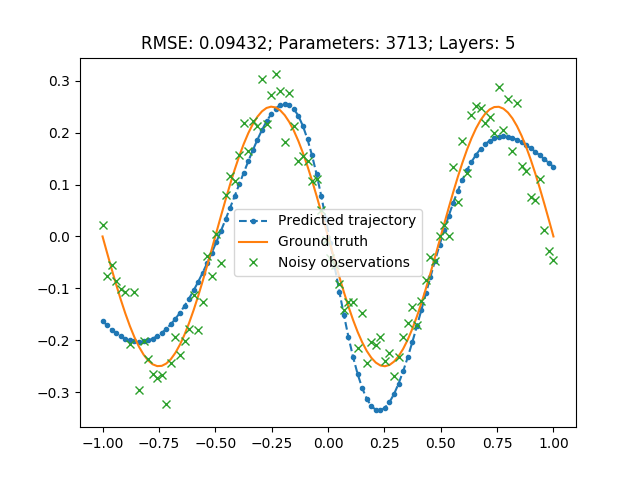 RMSE: 0.09432; Parameters: 3713; Layers: 5
0.3
0.2
0.1
0.0
−0.1
−0.2
−0.3
Predicted trajectory
Ground truth
Noisy observations
−1.00 −0.75 −0.50 −0.25 0.00 0.25 0.50 0.75 1.00